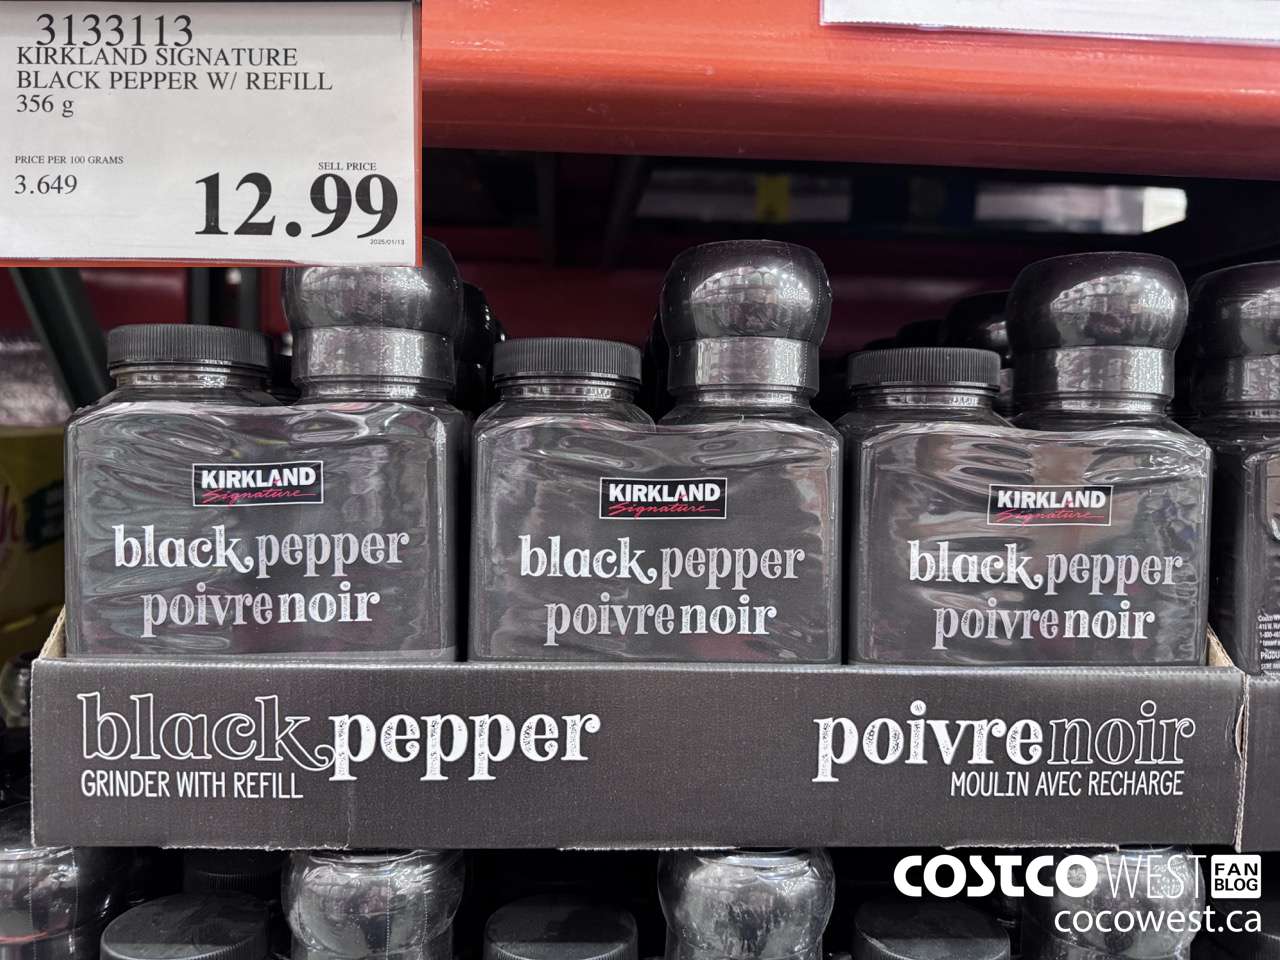 3133113
KIRKLAND SIGNATURE
BLACK PEPPER W/ REFILL
356 g
PRICE PER 100 GRAMS
3.649
SELL PRICE
12.99
2025/01/13
KIRKLAND
Signature
black pepper
poivre noir
KIRKLAND
Signature
black pepper
poivre noir
KIRKLAND
Signature
black pepper
poivre noir
black pepper
GRINDER WITH REFILL
poivre noir
MOULIN AVEC RECHARGE
COSTCO WEST FAN BLOG
cocowest.ca